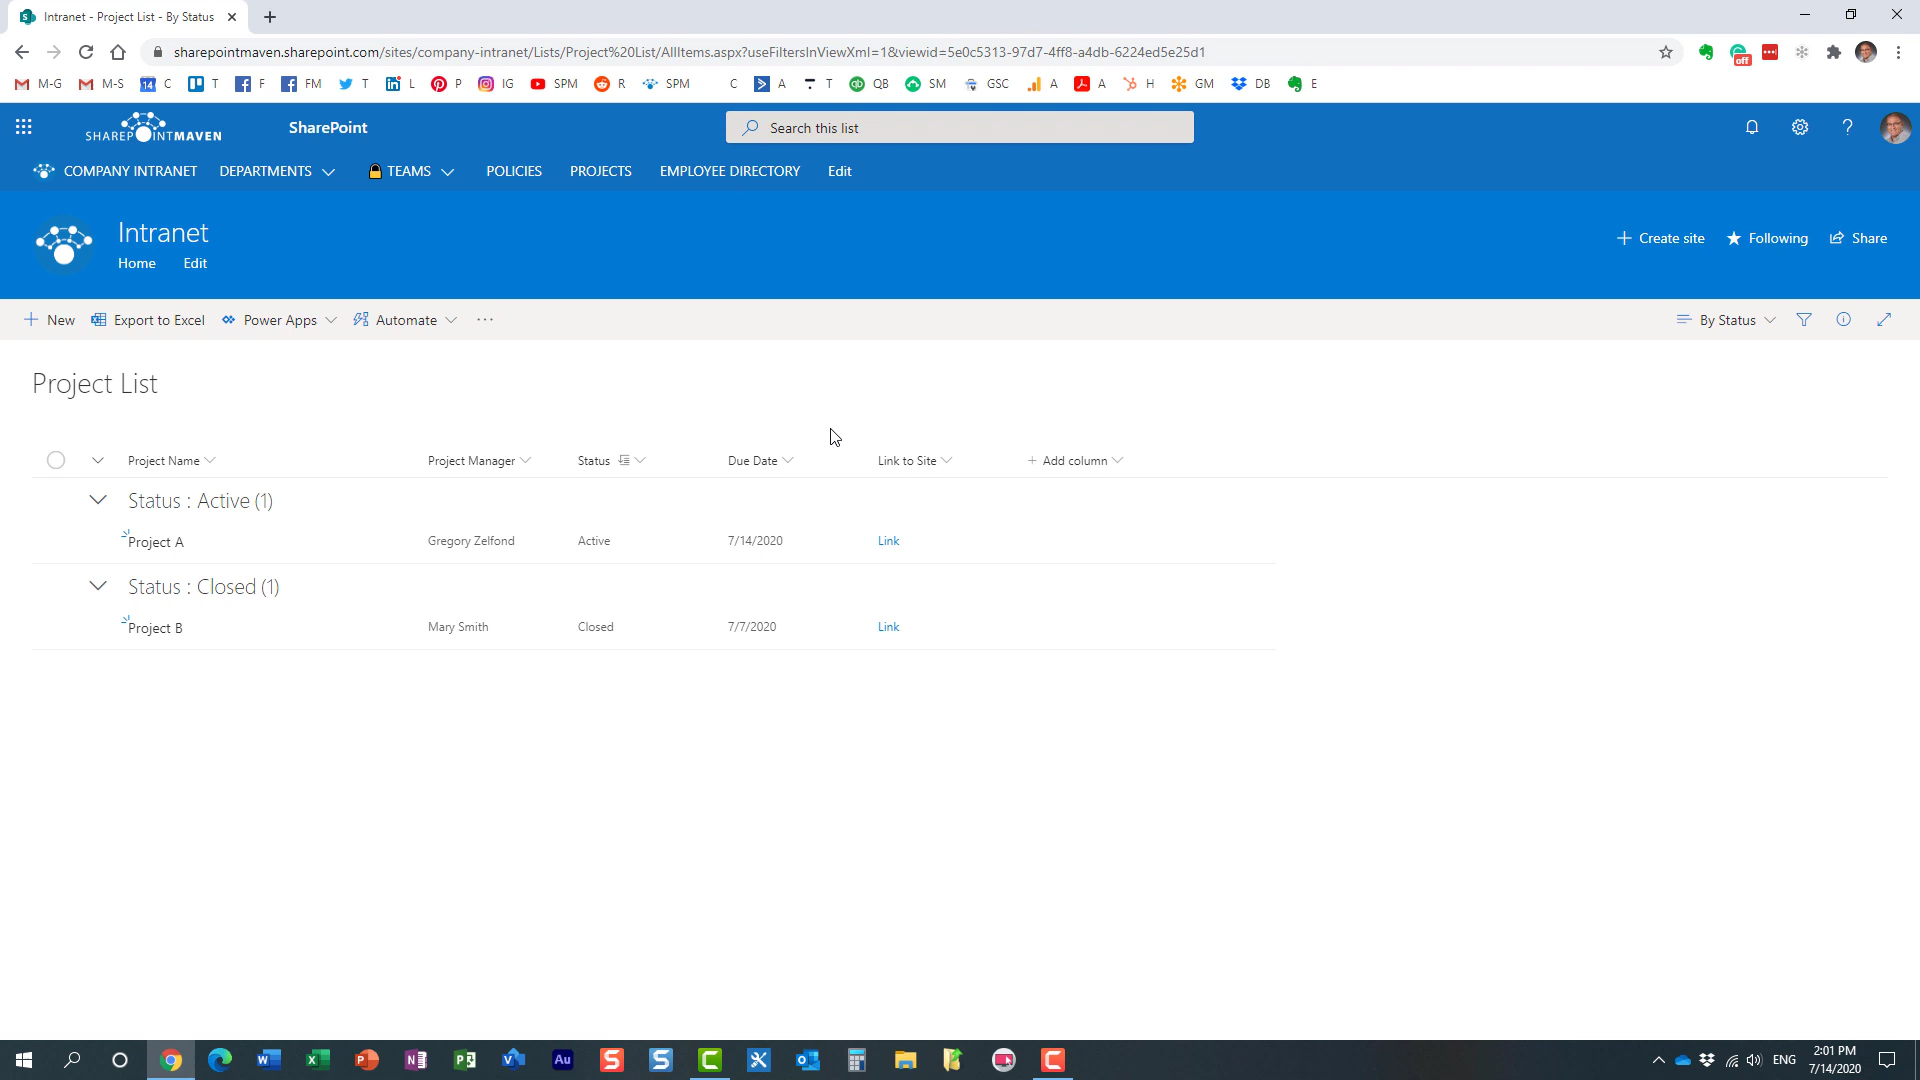 Intranet - Project List - By Status
sharepointmaven.sharepoint.com/sites/company-intranet/Lists/Project%20List/AllItems.aspx?useFiltersInViewXml=1&viewid=5e0c5313-97d7-4ff8-a4db-6224ed5e25d1
off
M-G M-S 14 C T F FM T L P IG SPM R SPM C A T QB SM GSC A A H GM DB E
SHAREPOINTMAVEN SharePoint Search this list ?
COMPANY INTRANET DEPARTMENTS TEAMS POLICIES PROJECTS EMPLOYEE DIRECTORY Edit
Intranet
Home Edit
Create site Following Share
New Export to Excel Power Apps Automate ... By Status
Project List
Project Name Project Manager Status Due Date Link to Site + Add column
Status : Active (1)
Project A Gregory Zelfond Active 7/14/2020 Link
Status : Closed (1)
Project B Mary Smith Closed 7/7/2020 Link
ENG
2:01 PM
7/14/2020